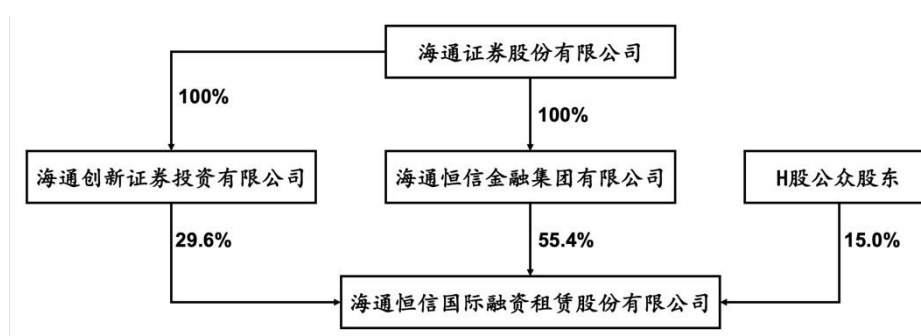 海通证券股份有限公司
100%
100%
海通创新证券投资有限公司
海通恒信金融集团有限公司
H股公众股东
29.6%
55.4%
15.0%
海通恒信国际融资租赁股份有限公司